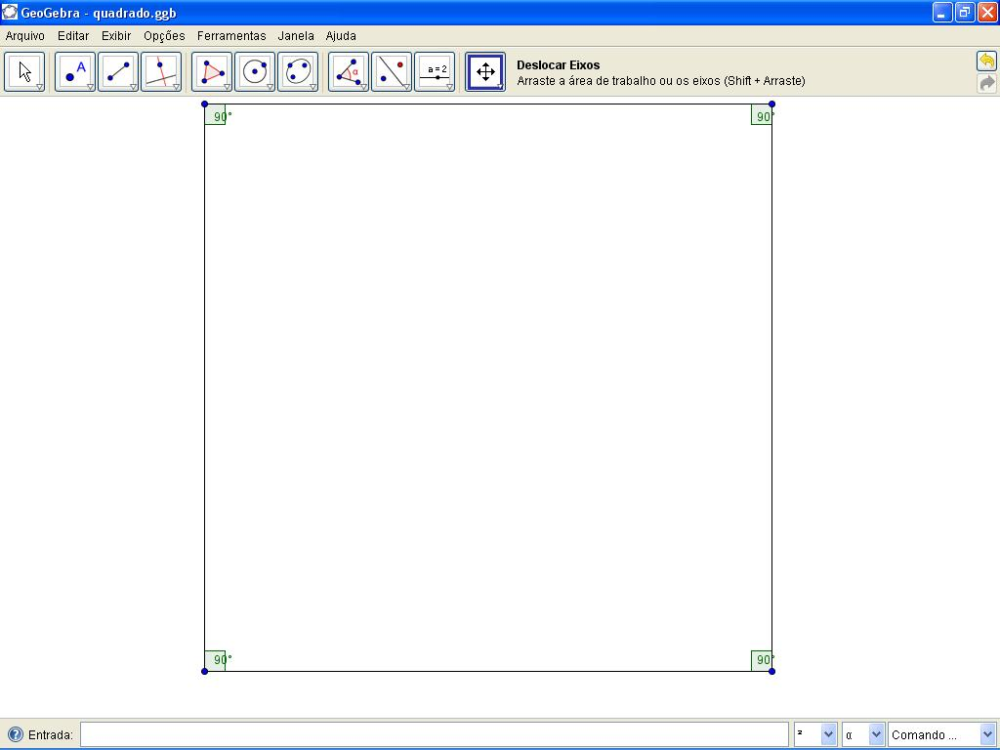 GeoGebra - quadrado.ggb
Arquivo Editar Exibir Opções Ferramentas Janela Ajuda
A
α
a = 2
Deslocar Eixos
Arraste a área de trabalho ou os eixos (Shift + Arraste)
90° 90°
90° 90°
Entrada: ² α Comando ...